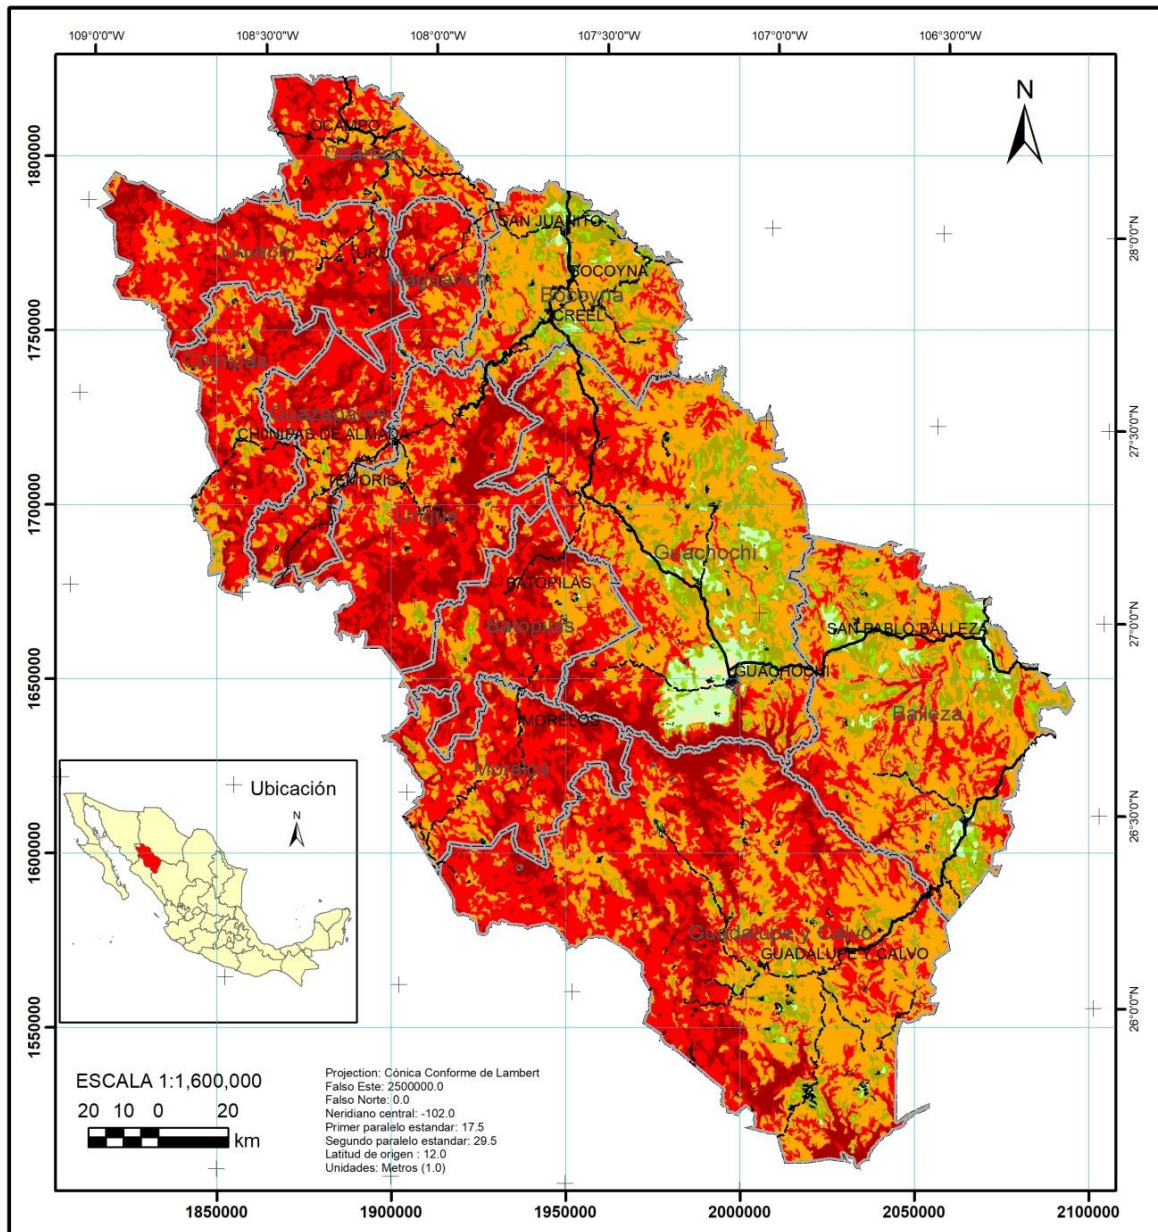 109°0'0"W 108°30'0"W 108°0'0"W 107°30'0"W 107°0'0"W 106°30'0"W
N
OCAMPO
Ocampo
1800000
SAN JUANITO
28°0'0"N
Uruachi
URU
BOCOYNA
Maguarichi
Bocoyna
CREEL
1750000
Chinipas
Guazapares
CHONIPAS DE ALMADA
27°30'0"N
TEMORIS
1700000
Urique
Guachochi
BATOPILAS
Batopilas
SAN PABLO BALLEZA
27°0'0"N
GUACHOCHI
1650000
MORELOS
Balleza
Morelos
Ubicación
26°30'0"N
1600000
Guadalupe y Calvo
GUADALUPE Y CALVO
26°0'0"N
1550000
ESCALA 1:1,600,000
20 10 0 20
km
Projection: Cónica Conforme de Lambert
Falso Este: 2500000.0
Falso Norte: 0.0
Neridiano central: -102.0
Primer paralelo estandar: 17.5
Segundo paralelo estandar: 29.5
Latitud de origen : 12.0
Unidades: Metros (1.0)
1850000 1900000 1950000 2000000 2050000 2100000